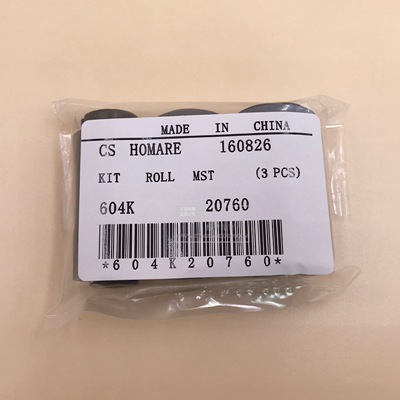 MADE IN CHINA
CS HOMARE 160826
KIT ROLL MST (3 PCS)
604K 20760
*604K20760*